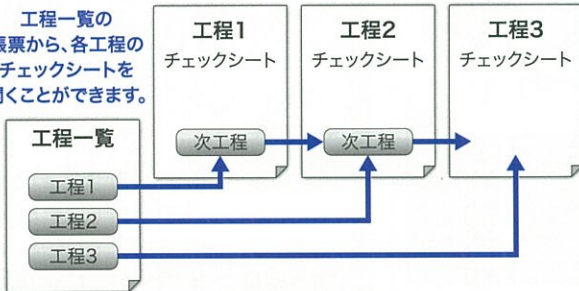 工程一覧の
帳票から、各工程の
チェックシートを
開くことができます。
工程1
チェックシート
次工程
工程2
チェックシート
次工程
工程3
チェックシート
工程一覧
工程1
工程2
工程3